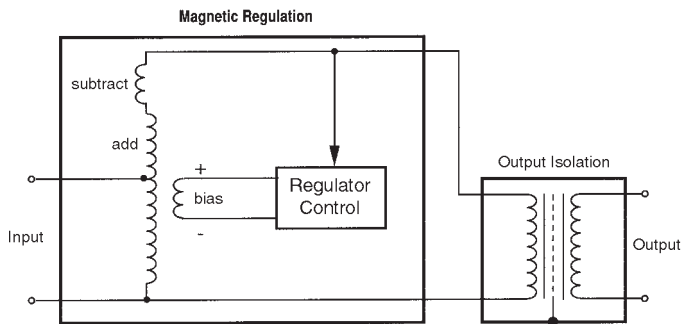 Magnetic Regulation
subtract
add
+
bias
-
Regulator
Control
Input
Output Isolation
Output